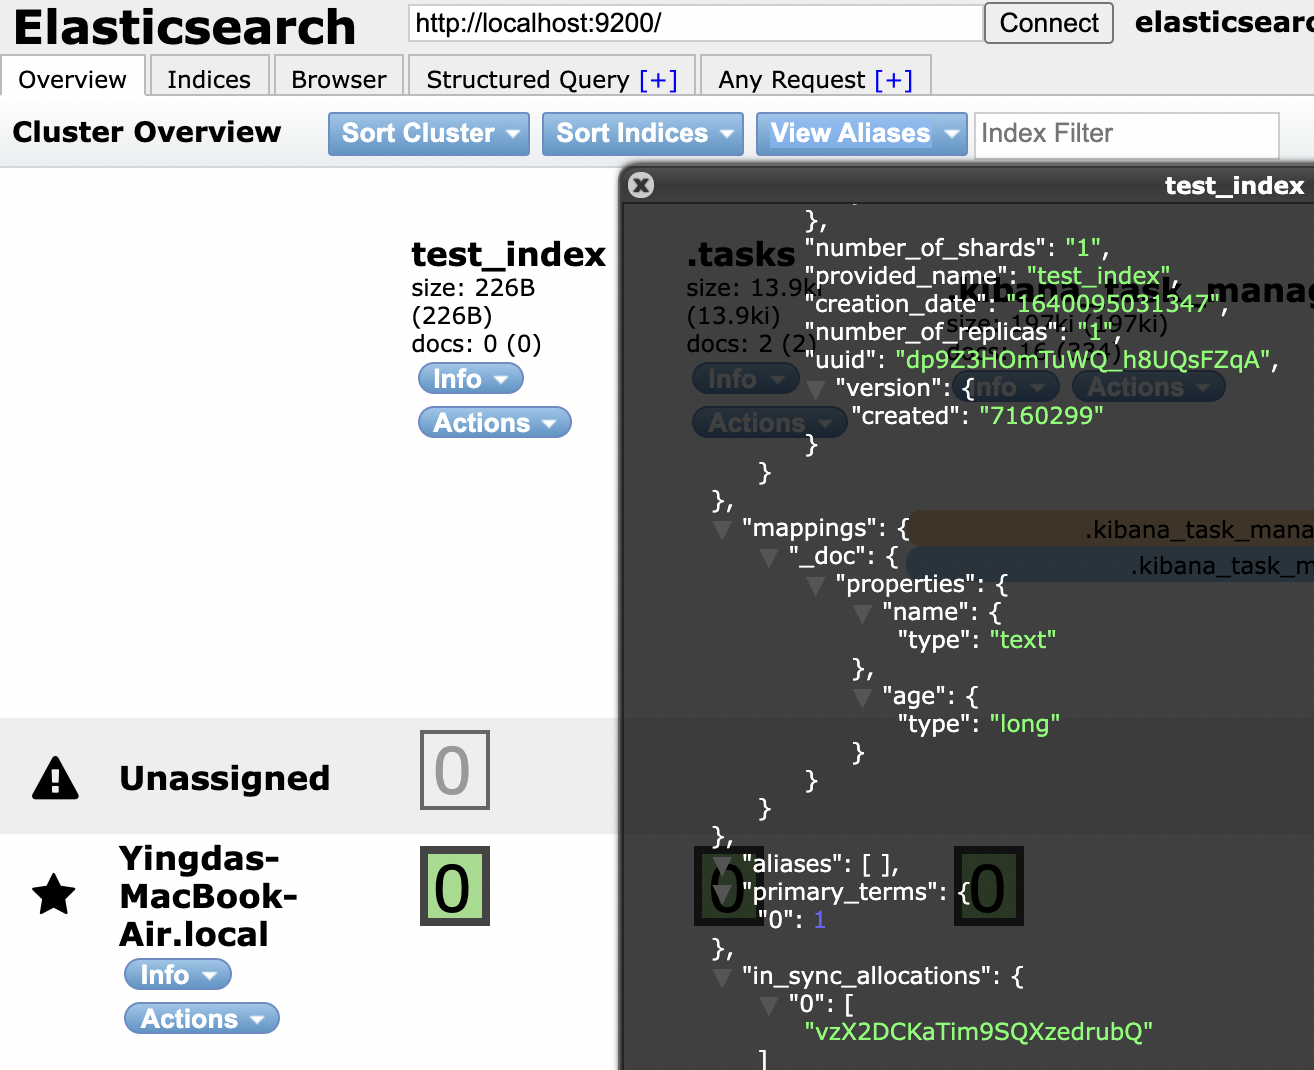 Elasticsearch
http://localhost:9200/
Connect
elasticsearc
Overview
Indices
Browser
Structured Query [+]
Any Request [+]
Cluster Overview
Sort Cluster
Sort Indices
View Aliases
Index Filter
test_index
test_index
size: 226B
(226B)
docs: 0 (0)
Info
Actions
.tasks
size: 13.9ki
(13.9ki)
docs: 2 (2)
Info
Actions
.kibana_task_manag
size: 197ki (197ki)
Info
Actions
},
"number_of_shards": "1",
"provided_name": "test_index",
"creation_date": "1640095031347",
"number_of_replicas": "1",
"uuid": "dp9Z3HOmTuWQ_h8UQsFZqA",
"version": {
"created": "7160299"
}
}
},
"mappings": {
.kibana_task_mana
"_doc": {
.kibana_task_m
"properties": {
"name": {
"type": "text"
},
"age": {
"type": "long"
}
}
}
},
"aliases": [ ],
"primary_terms": {
"0": 1
},
"in_sync_allocations": {
"0": [
"vzX2DCKaTim9SQXzedrubQ"
]
Unassigned
0
Yingdas-
MacBook-
Air.local
0
0
0
Info
Actions